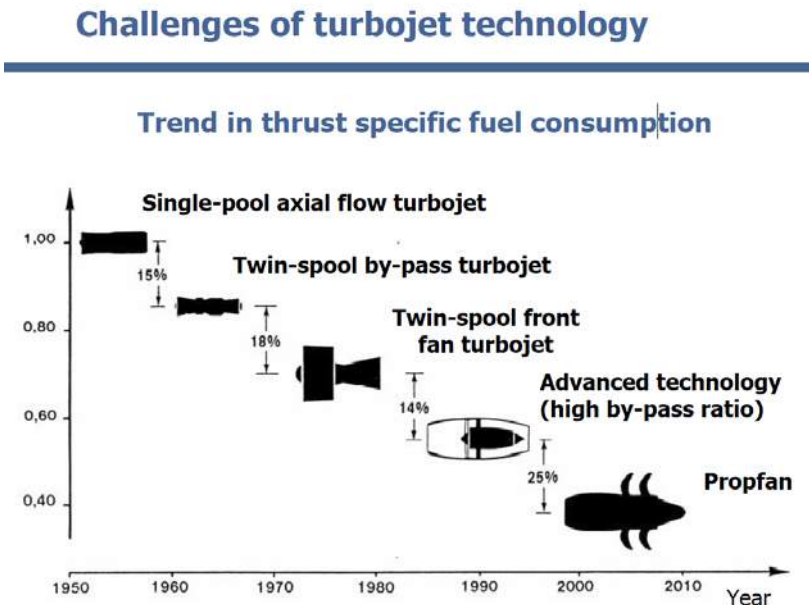 Challenges of turbojet technology
Trend in thrust specific fuel consumption
Single-pool axial flow turbojet
1,00
15%
Twin-spool by-pass turbojet
0,80
18%
Twin-spool front
fan turbojet
0,60
14%
Advanced technology
(high by-pass ratio)
25%
Propfan
0,40
1950 1960 1970 1980 1990 2000 2010
Year